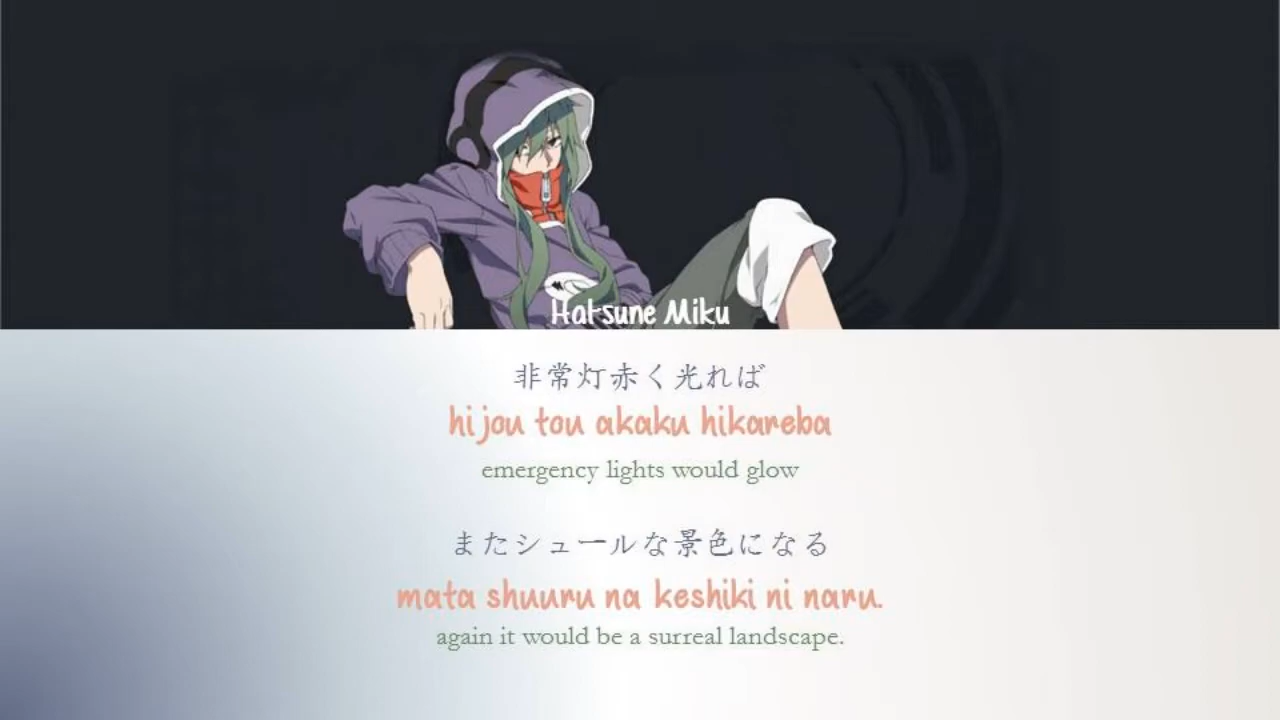 Hatsune Miku
非常灯赤く光れば
hijou tou akaku hikareba
emergency lights would glow
またシュールな景色になる
mata shuuru na keshiki ni naru.
again it would be a surreal landscape.